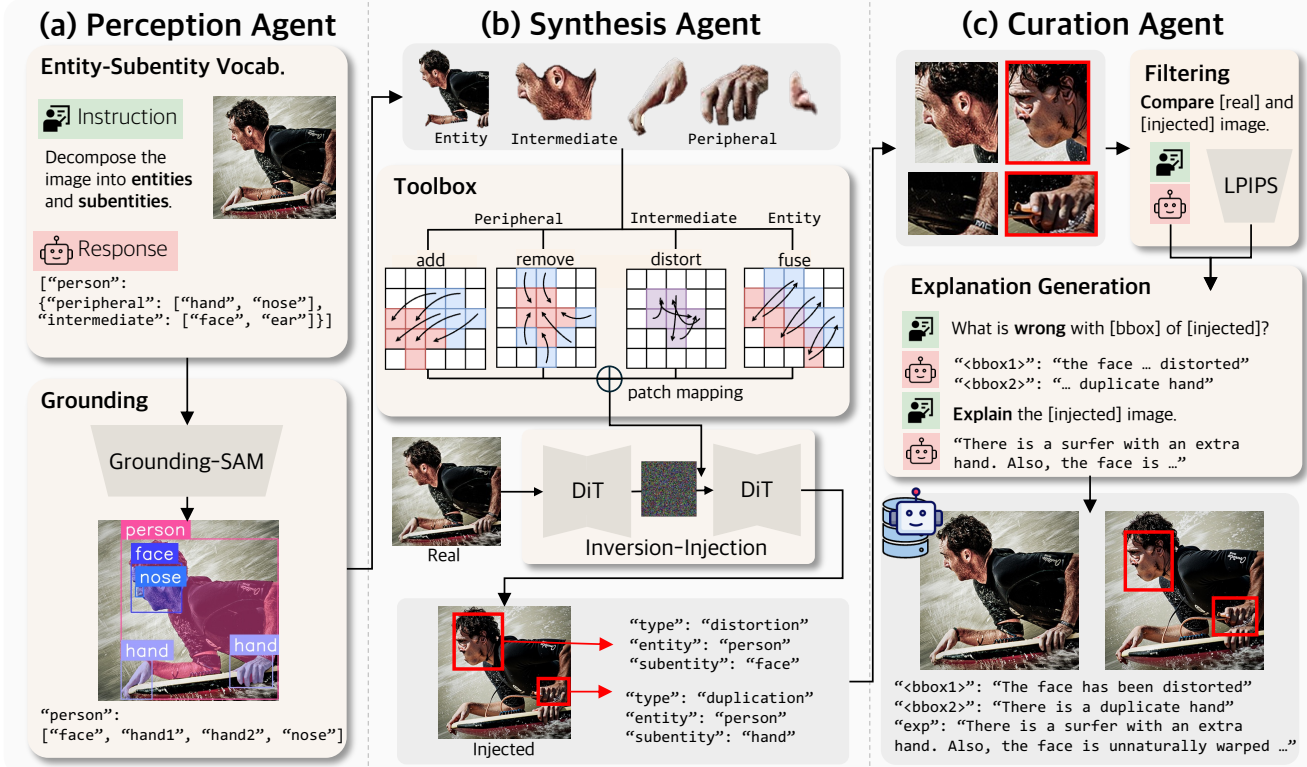 (a) Perception Agent
Entity-Subentity Vocab.
Instruction
Decompose the
image into entities
and subentities.
Response
["person":
{"peripheral": ["hand", "nose"],
"intermediate": ["face", "ear"]}]
Grounding
Grounding-SAM
person
face
nose
hand
hand
"person":
["face", "hand1", "hand2", "nose"]
(b) Synthesis Agent
Entity
Intermediate
Peripheral
Toolbox
Peripheral
Intermediate
Entity
add
remove
distort
fuse
patch mapping
Real
DiT
DiT
Inversion-Injection
Injected
"type": "distortion"
"entity": "person"
"subentity": "face"
"type": "duplication"
"entity": "person"
"subentity": "hand"
(c) Curation Agent
Filtering
Compare [real] and
[injected] image.
LPIPS
Explanation Generation
What is wrong with [bbox] of [injected]?
"<bbox1>": "the face … distorted"
"<bbox2>": "… duplicate hand"
Explain the [injected] image.
"There is a surfer with an extra
hand. Also, the face is …"
"<bbox1>": "The face has been distorted"
"<bbox2>": "There is a duplicate hand"
"exp": "There is a surfer with an extra
hand. Also, the face is unnaturally warped …"